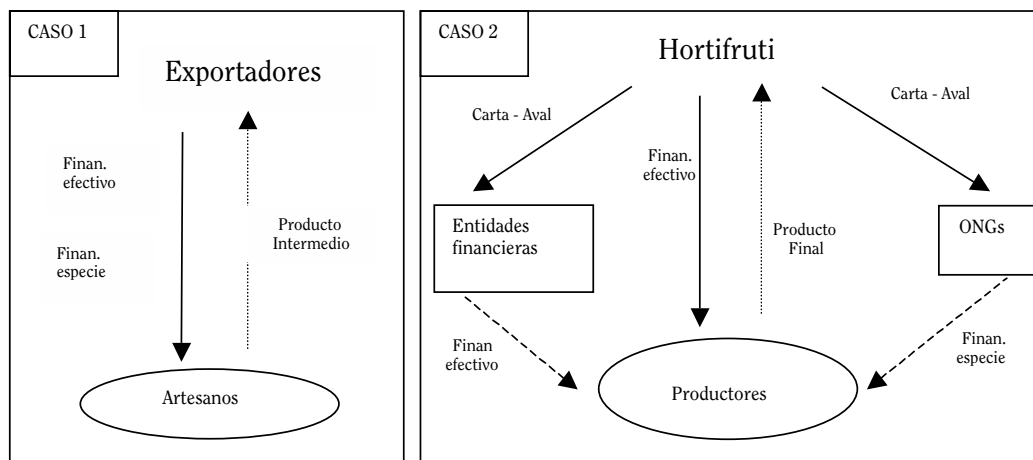 CASO 1
Exportadores
Finan.
efectivo
Producto
Intermedio
Finan.
especie
Artesanos
CASO 2
Hortifruti
Carta - Aval
Carta - Aval
Finan.
efectivo
Entidades
financieras
Producto
Final
ONGs
Finan
efectivo
Finan.
especie
Productores